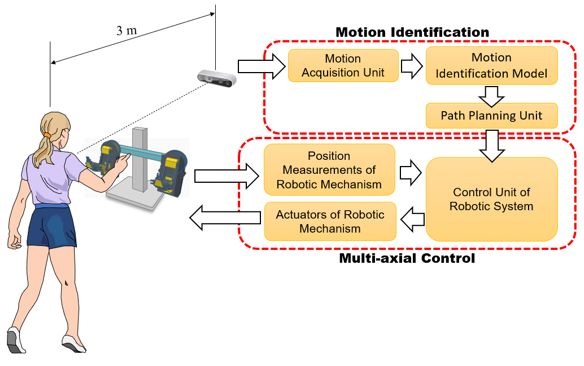 3 m
Motion Identification
Motion
Acquisition Unit
Motion
Identification Model
Path Planning Unit
Position
Measurements of
Robotic Mechanism
Control Unit of
Robotic System
Actuators of Robotic
Mechanism
Multi-axial Control